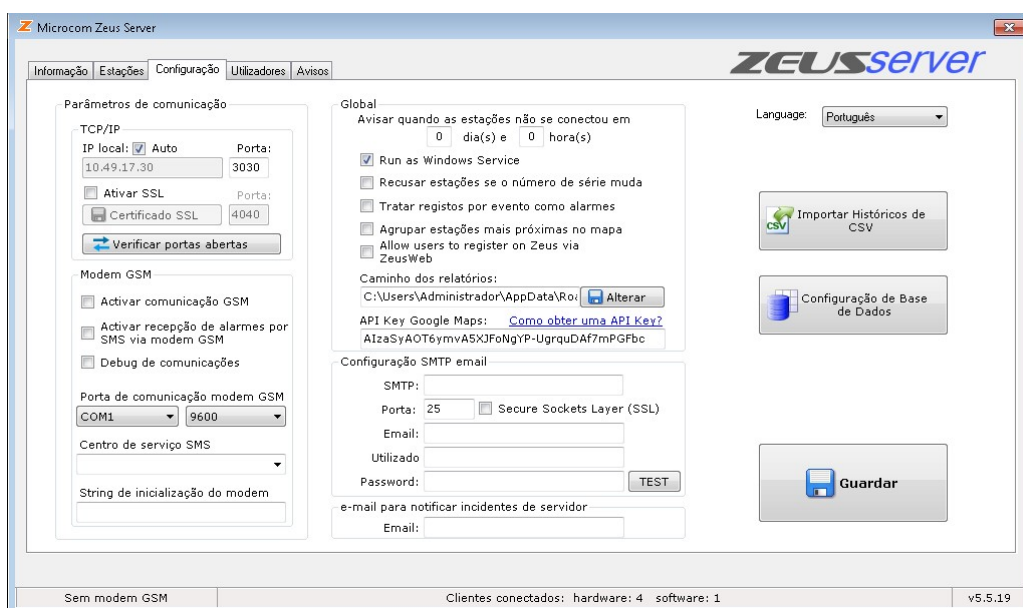 Microcom Zeus Server
Informação Estações Configuração Utilizadores Avisos
ZEUSserver
Parâmetros de comunicação
TCP/IP
IP local: Auto Porta:
10.49.17.30 3030
Ativar SSL Porta:
Certificado SSL 4040
Verificar portas abertas
Modem GSM
Activar comunicação GSM
Activar recepção de alarmes por
SMS via modem GSM
Debug de comunicações
Porta de comunicação modem GSM
COM1 9600
Centro de serviço SMS
String de inicialização do modem
Global
Avisar quando as estações não se conectou em
0 dia(s) e 0 hora(s)
Run as Windows Service
Recusar estações se o número de série muda
Tratar registos por evento como alarmes
Agrupar estações mais próximas no mapa
Allow users to register on Zeus via
ZeusWeb
Caminho dos relatórios:
C:\Users\Administrador\AppData\Roa Alterar
API Key Google Maps: Como obter uma API Key?
AIzaSyAOT6ymvA5XJFoNgYP-UgrquDAf7mPGFbc
Configuração SMTP email
SMTP:
Porta: 25 Secure Sockets Layer (SSL)
Email:
Utilizado
Password: TEST
e-mail para notificar incidentes de servidor
Email:
Language: Português
CSV
Importar Históricos de
CSV
Configuração de Base
de Dados
Guardar
Sem modem GSM Clientes conectados: hardware: 4 software: 1 v5.5.19